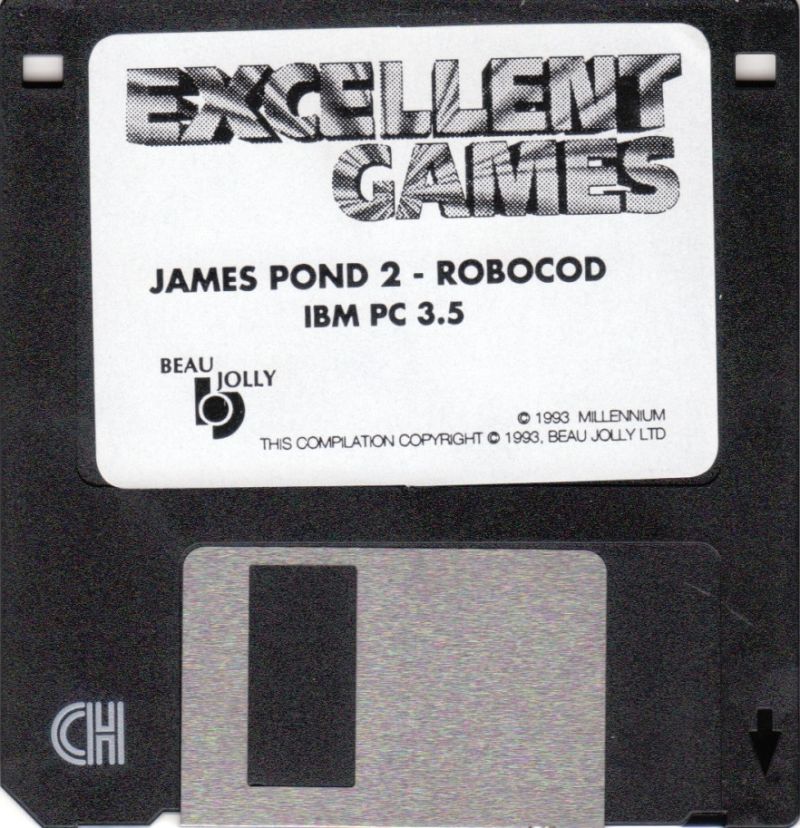 EXCELLENT
GAMES
JAMES POND 2 - ROBOCOD
IBM PC 3.5
BEAU
JOLLY
© 1993 MILLENNIUM
THIS COMPILATION COPYRIGHT © 1993, BEAU JOLLY LTD
CH